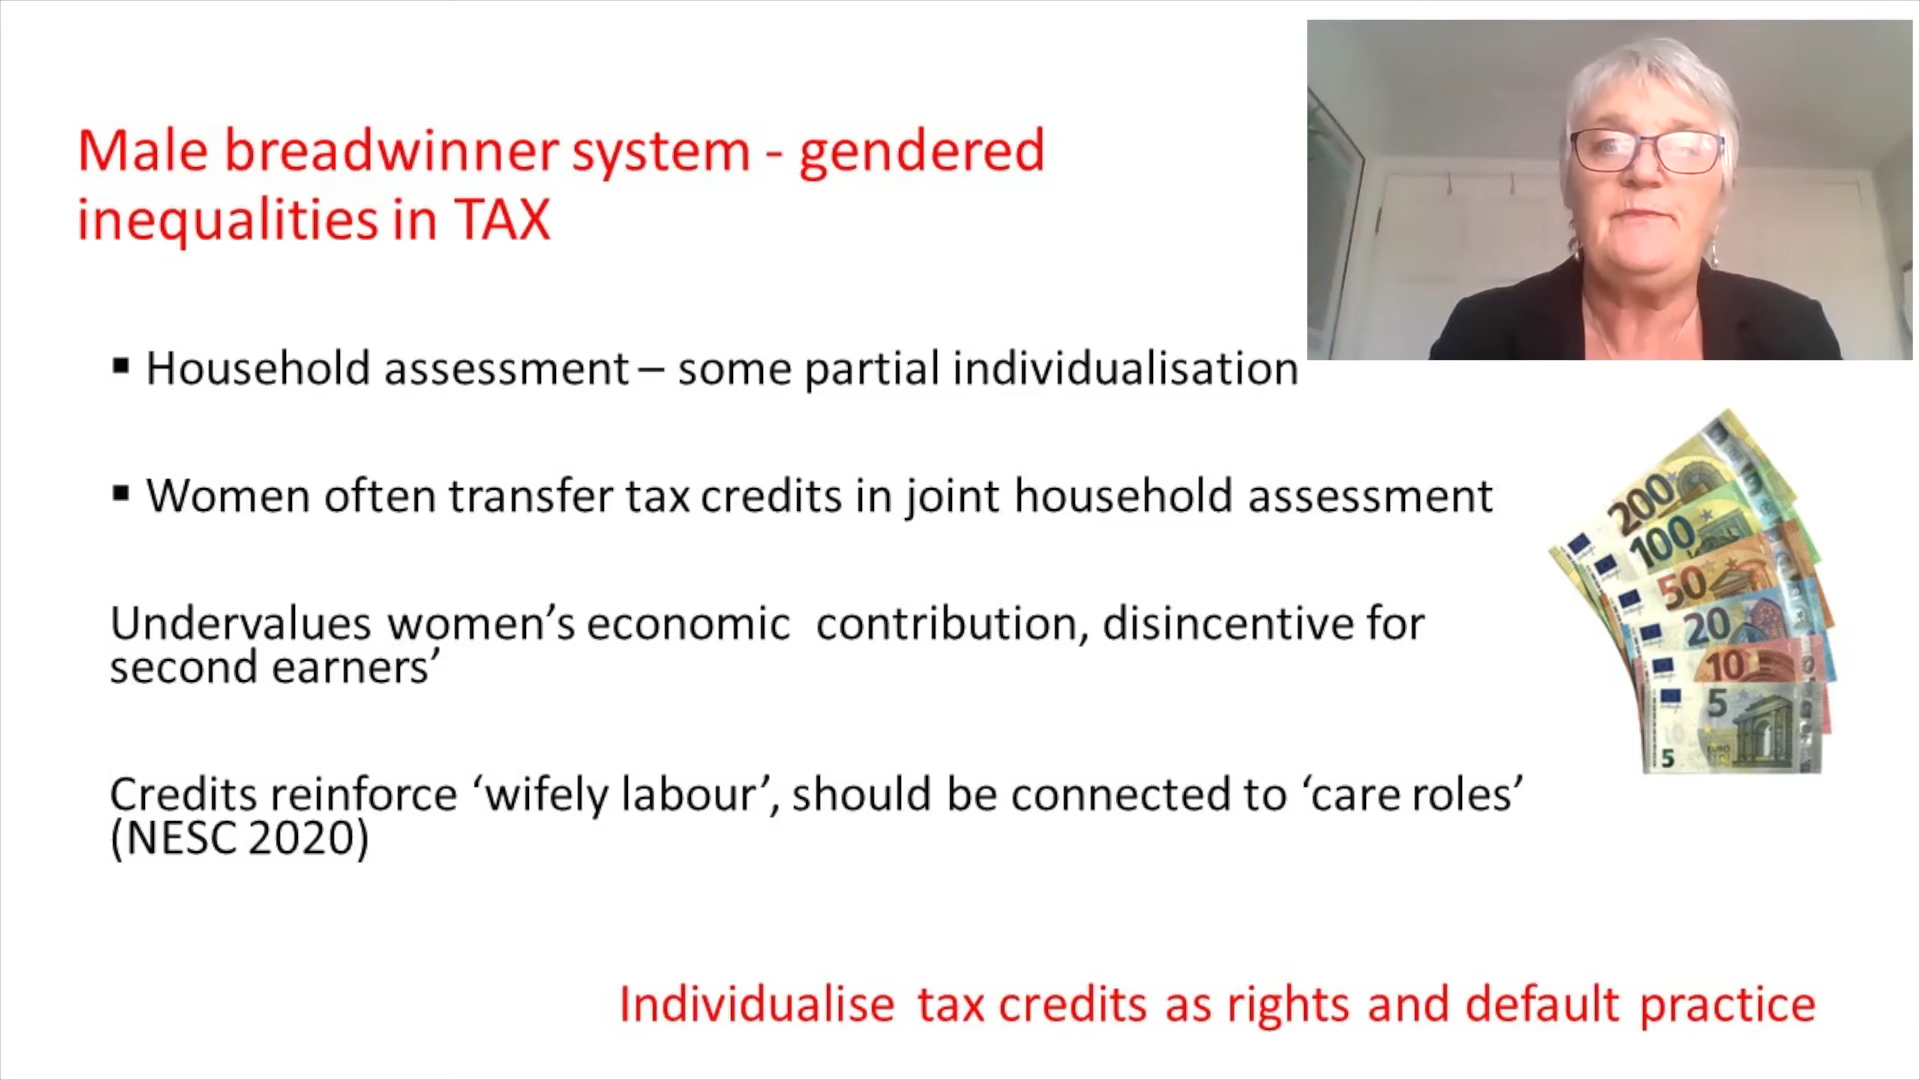 Male breadwinner system - gendered
inequalities in TAX
▪ Household assessment – some partial individualisation
▪ Women often transfer tax credits in joint household assessment
Undervalues women’s economic  contribution, disincentive for
second earners’
Credits reinforce ‘wifely labour’, should be connected to ‘care roles’
(NESC 2020)
Individualise tax credits as rights and default practice
200
100
50
20
10
5
5